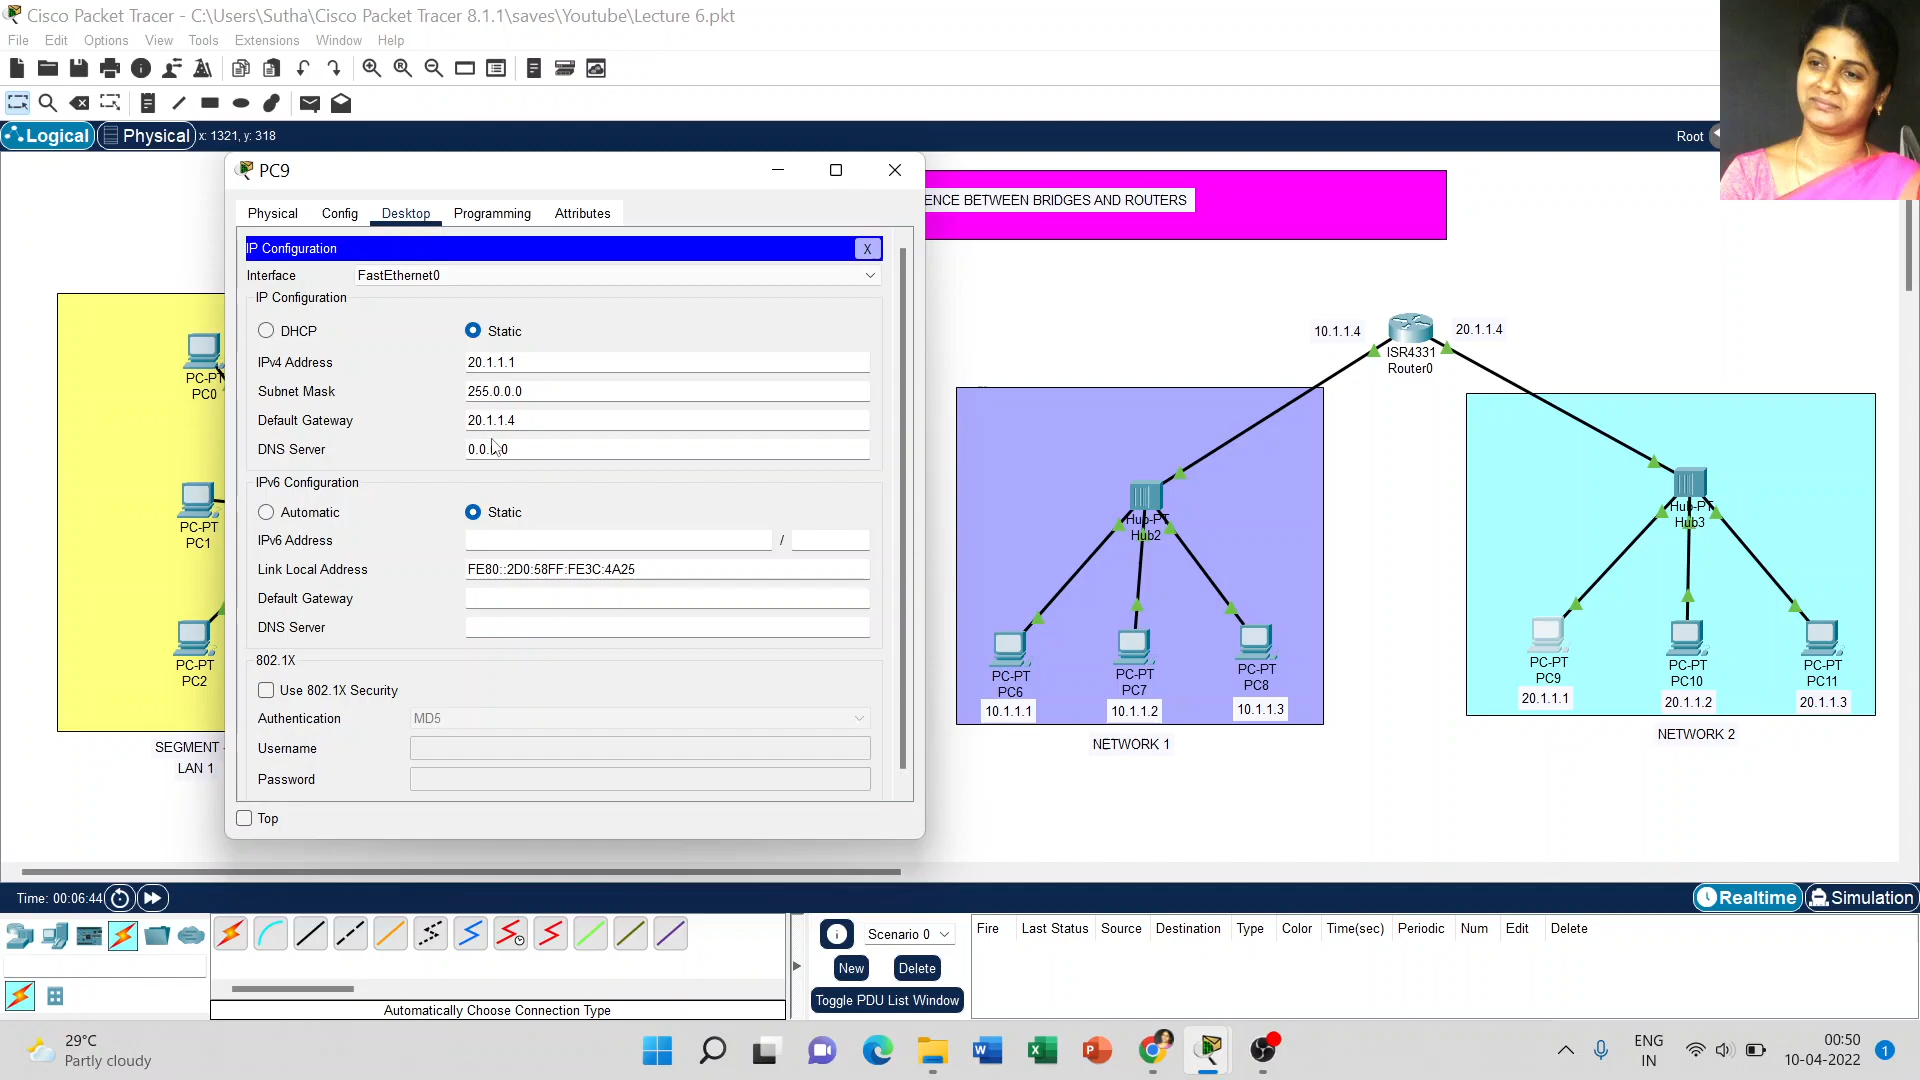 Cisco Packet Tracer - C:\Users\Sutha\Cisco Packet Tracer 8.1.1\saves\Youtube\Lecture 6.pkt
File Edit Options View Tools Extensions Window Help
Logical Physical x: 1321, y: 318 Root
PC9
Physical Config Desktop Programming Attributes
IP Configuration X
Interface FastEthernet0
IP Configuration
DHCP Static
IPv4 Address 20.1.1.1
Subnet Mask 255.0.0.0
Default Gateway 20.1.1.4
DNS Server
IPv6 Configuration
Automatic Static
IPv6 Address /
Link Local Address FE80::2D0:58FF:FE3C:4A25
Default Gateway
DNS Server
802.1X
Use 802.1X Security
Authentication MD5
Username
Password
Top
PC0
PC-PT
PC1
PC-PT
PC2
SEGMENT -
LAN 1
ENCE BETWEEN BRIDGES AND ROUTERS
10.1.1.4 20.1.1.4
ISR4331
Router0
Hub-PT
Hub2
PC-PT
PC6
10.1.1.1
PC-PT
PC7
10.1.1.2
PC-PT
PC8
10.1.1.3
NETWORK 1
Hub-PT
Hub3
PC-PT
PC9
20.1.1.1
PC-PT
PC10
20.1.1.2
PC-PT
PC11
20.1.1.3
NETWORK 2
Time: 00:06:44 Realtime Simulation
Scenario 0
New Delete
Toggle PDU List Window
Fire Last Status Source Destination Type Color Time(sec) Periodic Num Edit Delete
Automatically Choose Connection Type
29°C
Partly cloudy
ENG
IN
00:50
10-04-2022
1